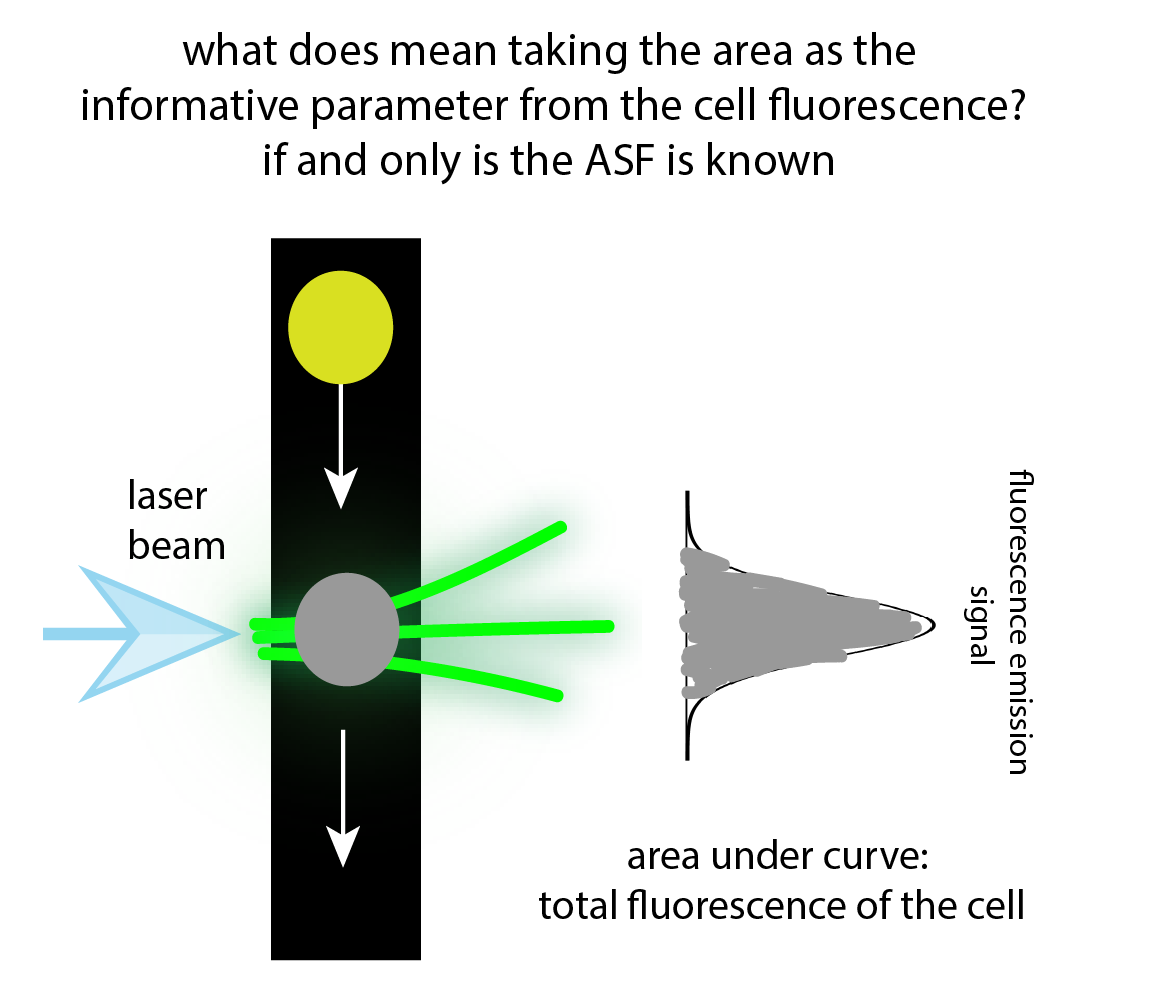 what does mean taking the area as the
informative parameter from the cell fluorescence?
if and only is the ASF is known
laser
beam
fluorescence emission
signal
area under curve:
total fluorescence of the cell